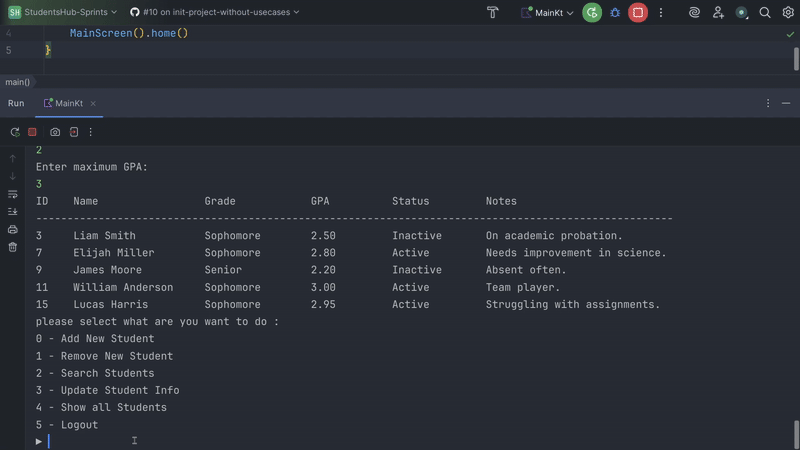 SH StudentsHub-Sprints #10 on init-project-without-usecases MainKt
4 MainScreen().home()
5 }
main()
Run MainKt
2
Enter maximum GPA:
3
ID Name Grade GPA Status Notes
----------------------------------------------------------------------------------------------------
3 Liam Smith Sophomore 2.50 Inactive On academic probation.
7 Elijah Miller Sophomore 2.80 Active Needs improvement in science.
9 James Moore Senior 2.20 Inactive Absent often.
11 William Anderson Sophomore 3.00 Active Team player.
15 Lucas Harris Sophomore 2.95 Active Struggling with assignments.
please select what are you want to do :
0 - Add New Student
1 - Remove New Student
2 - Search Students
3 - Update Student Info
4 - Show all Students
5 - Logout